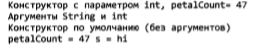 Конструктор с параметром int, petalCount= 47
Аргументы String и int
Конструктор по умолчанию (без аргументов)
petalCount = 47 s = hi